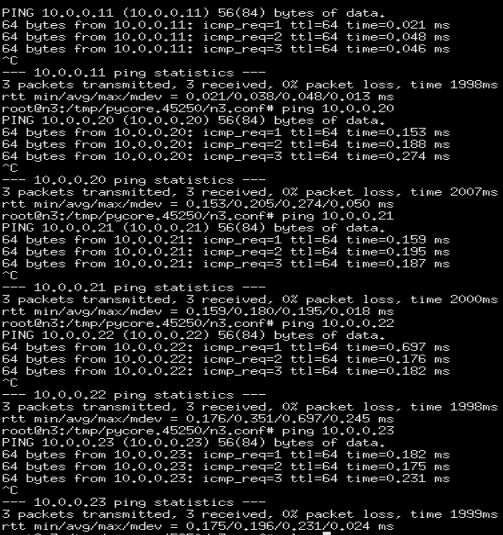 PING 10.0.0.11 (10.0.0.11) 56(84) bytes of data.
64 bytes from 10.0.0.11: icmp_req=1 ttl=64 time=0.021 ms
64 bytes from 10.0.0.11: icmp_req=2 ttl=64 time=0.048 ms
64 bytes from 10.0.0.11: icmp_req=3 ttl=64 time=0.046 ms
^C
--- 10.0.0.11 ping statistics ---
3 packets transmitted, 3 received, 0% packet loss, time 1998ms
rtt min/avg/max/mdev = 0.021/0.038/0.048/0.013 ms
root@n3:/tmp/pycore.45250/n3.conf# ping 10.0.0.20
PING 10.0.0.20 (10.0.0.20) 56(84) bytes of data.
64 bytes from 10.0.0.20: icmp_req=1 ttl=64 time=0.153 ms
64 bytes from 10.0.0.20: icmp_req=2 ttl=64 time=0.188 ms
64 bytes from 10.0.0.20: icmp_req=3 ttl=64 time=0.274 ms
^C
--- 10.0.0.20 ping statistics ---
3 packets transmitted, 3 received, 0% packet loss, time 2007ms
rtt min/avg/max/mdev = 0.153/0.205/0.274/0.050 ms
root@n3:/tmp/pycore.45250/n3.conf# ping 10.0.0.21
PING 10.0.0.21 (10.0.0.21) 56(84) bytes of data.
64 bytes from 10.0.0.21: icmp_req=1 ttl=64 time=0.159 ms
64 bytes from 10.0.0.21: icmp_req=2 ttl=64 time=0.195 ms
64 bytes from 10.0.0.21: icmp_req=3 ttl=64 time=0.187 ms
^C
--- 10.0.0.21 ping statistics ---
3 packets transmitted, 3 received, 0% packet loss, time 2000ms
rtt min/avg/max/mdev = 0.159/0.180/0.195/0.018 ms
root@n3:/tmp/pycore.45250/n3.conf# ping 10.0.0.22
PING 10.0.0.22 (10.0.0.22) 56(84) bytes of data.
64 bytes from 10.0.0.22: icmp_req=1 ttl=64 time=0.697 ms
64 bytes from 10.0.0.22: icmp_req=2 ttl=64 time=0.176 ms
64 bytes from 10.0.0.22: icmp_req=3 ttl=64 time=0.182 ms
^C
--- 10.0.0.22 ping statistics ---
3 packets transmitted, 3 received, 0% packet loss, time 1998ms
rtt min/avg/max/mdev = 0.176/0.351/0.697/0.245 ms
root@n3:/tmp/pycore.45250/n3.conf# ping 10.0.0.23
PING 10.0.0.23 (10.0.0.23) 56(84) bytes of data.
64 bytes from 10.0.0.23: icmp_req=1 ttl=64 time=0.182 ms
64 bytes from 10.0.0.23: icmp_req=2 ttl=64 time=0.175 ms
64 bytes from 10.0.0.23: icmp_req=3 ttl=64 time=0.231 ms
^C
--- 10.0.0.23 ping statistics ---
3 packets transmitted, 3 received, 0% packet loss, time 1999ms
rtt min/avg/max/mdev = 0.175/0.196/0.231/0.024 ms